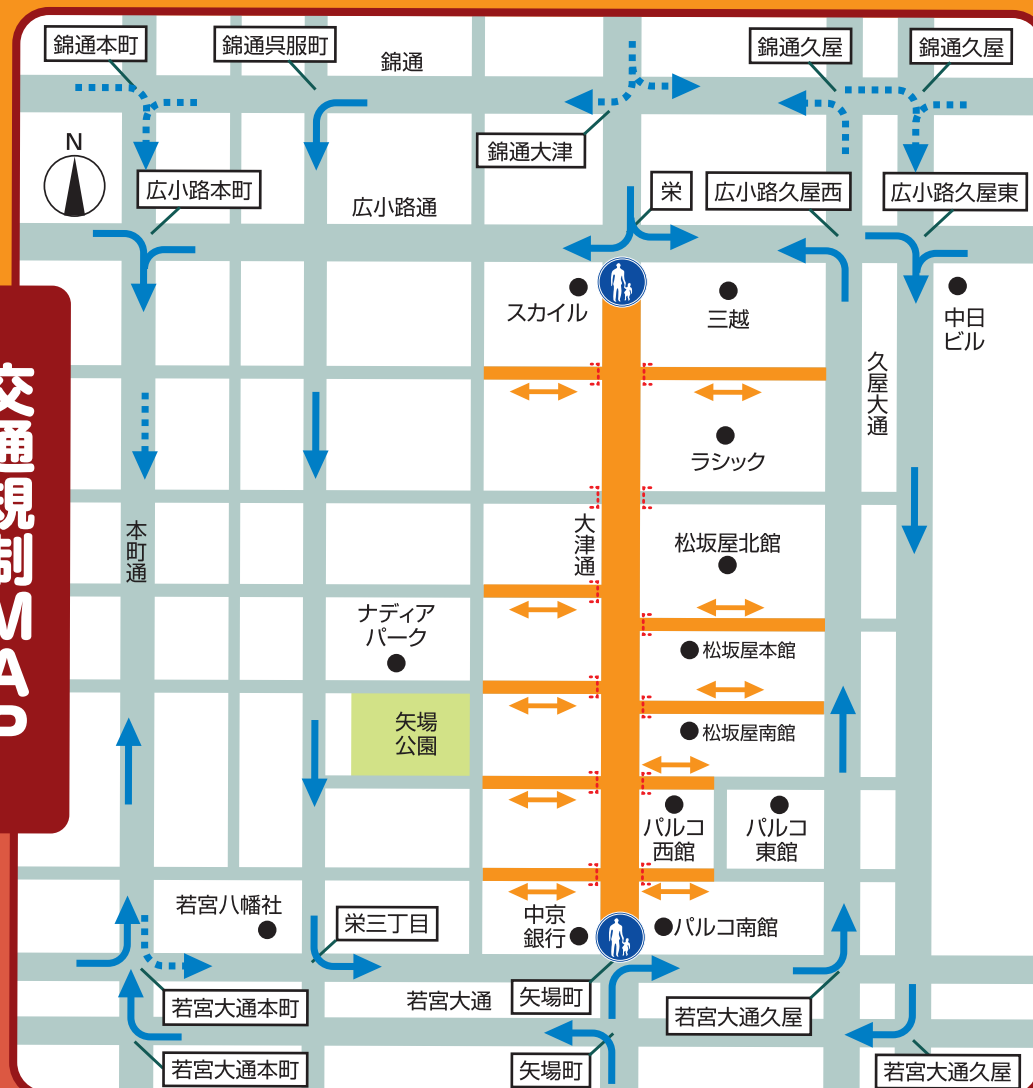 錦通本町
錦通呉服町
錦通
錦通久屋
錦通久屋
N
錦通大津
広小路本町
広小路通
栄
広小路久屋西
広小路久屋東
スカイル
三越
中日
ビル
久屋大通
交通規制MAP
ラシック
本町通
大津通
松坂屋北館
ナディア
パーク
松坂屋本館
矢場
公園
松坂屋南館
パルコ
西館
パルコ
東館
若宮八幡社
栄三丁目
中京
銀行
パルコ南館
若宮大通本町
若宮大通
矢場町
若宮大通久屋
若宮大通本町
矢場町
若宮大通久屋